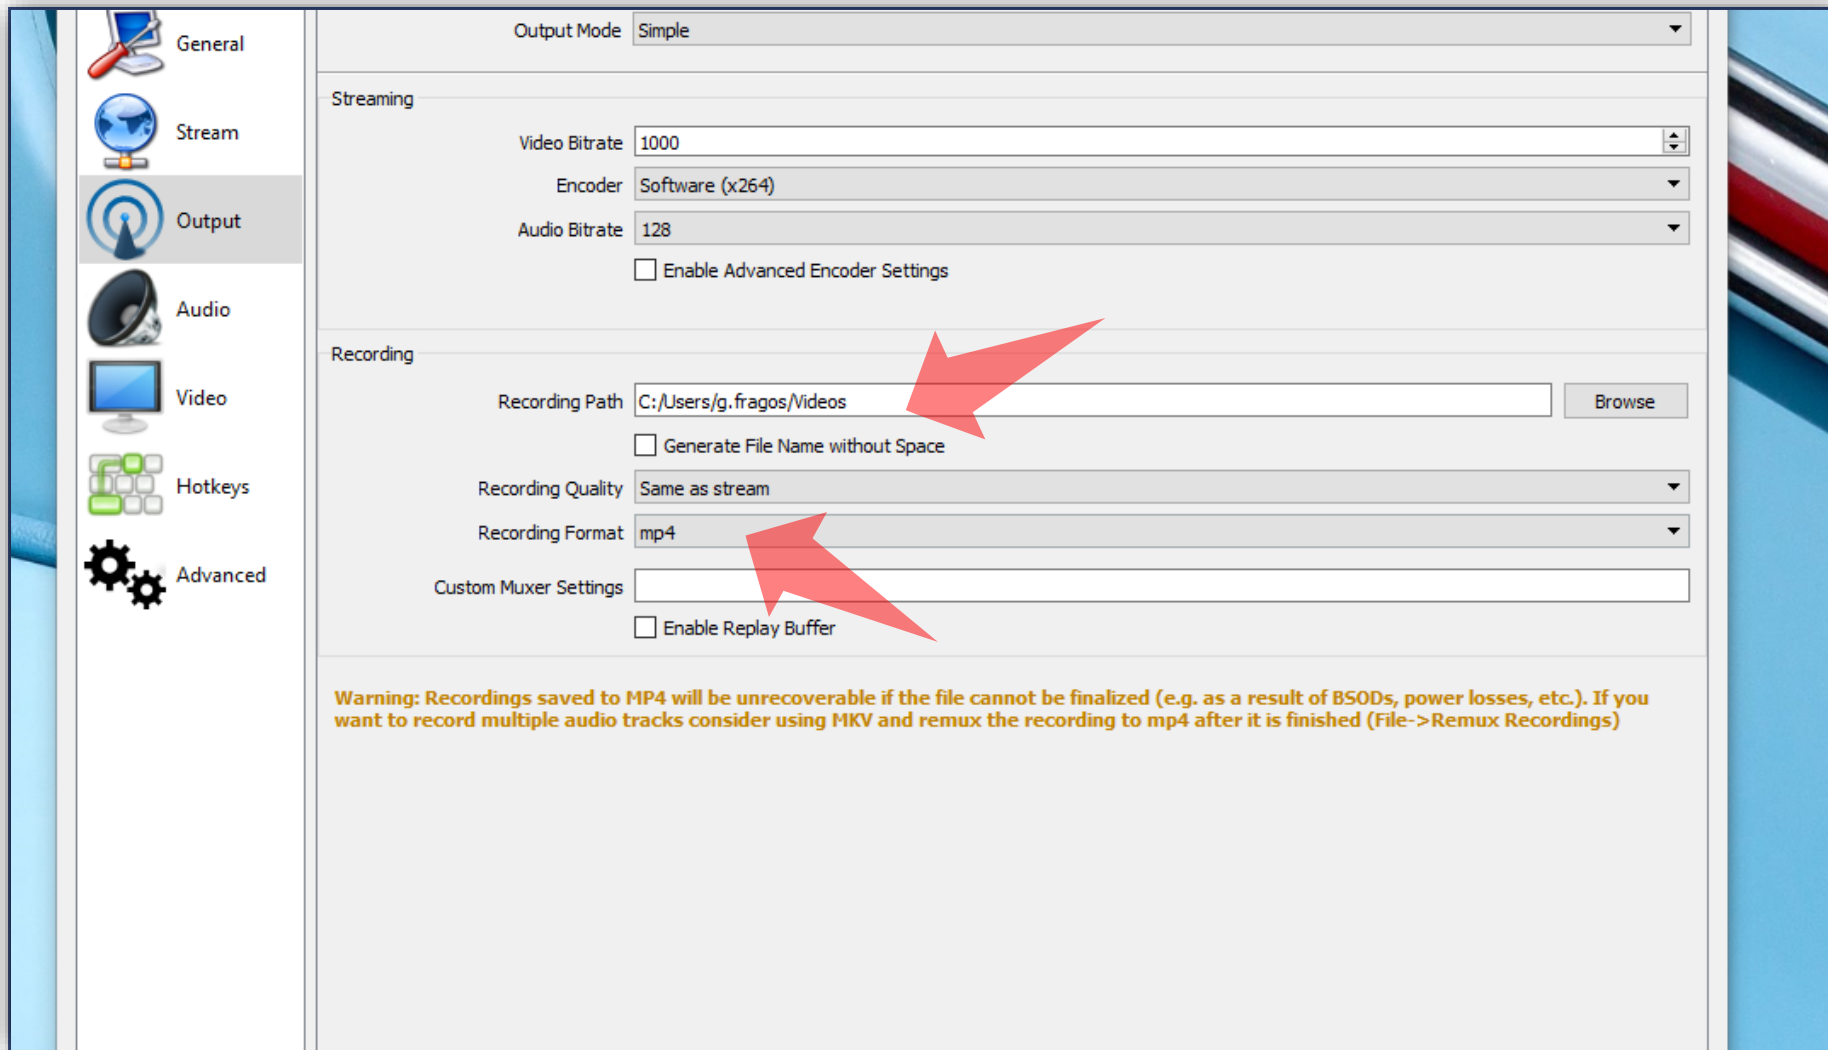 General
Stream
Output
Audio
Video
Hotkeys
Advanced
Output Mode Simple
Streaming
Video Bitrate 1000
Encoder Software (x264)
Audio Bitrate 128
Enable Advanced Encoder Settings
Recording
Recording Path C:/Users/g.fragos/Videos Browse
Generate File Name without Space
Recording Quality Same as stream
Recording Format mp4
Custom Muxer Settings
Enable Replay Buffer
Warning: Recordings saved to MP4 will be unrecoverable if the file cannot be finalized (e.g. as a result of BSODs, power losses, etc.). If you
want to record multiple audio tracks consider using MKV and remux the recording to mp4 after it is finished (File->Remux Recordings)